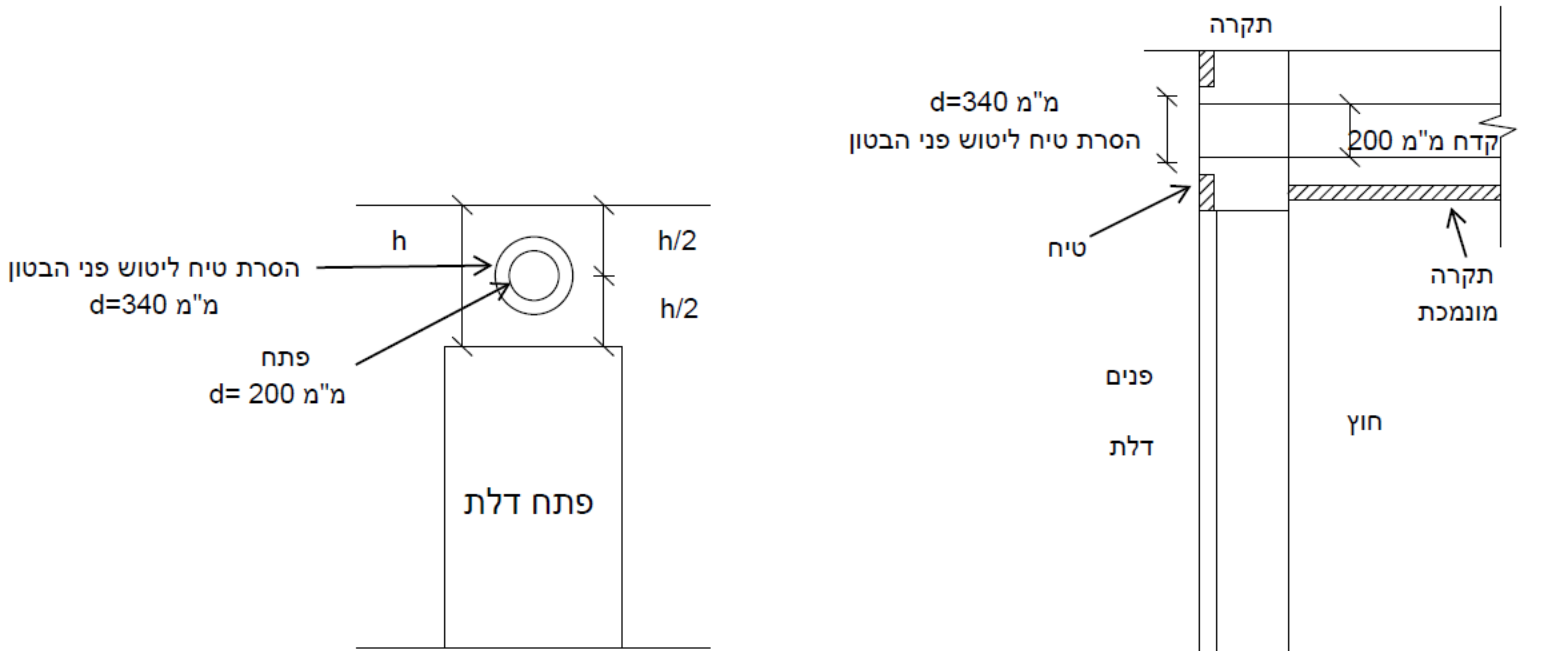 תקרה
מ"מ d=340
הסרת טיח ליטוש פני הבטון
קדח מ"מ 200
טיח
תקרה
מונמכת
פנים
דלת
חוץ
h
h/2
h/2
הסרת טיח ליטוש פני הבטון
מ"מ d=340
פתח
מ"מ d= 200
פתח דלת